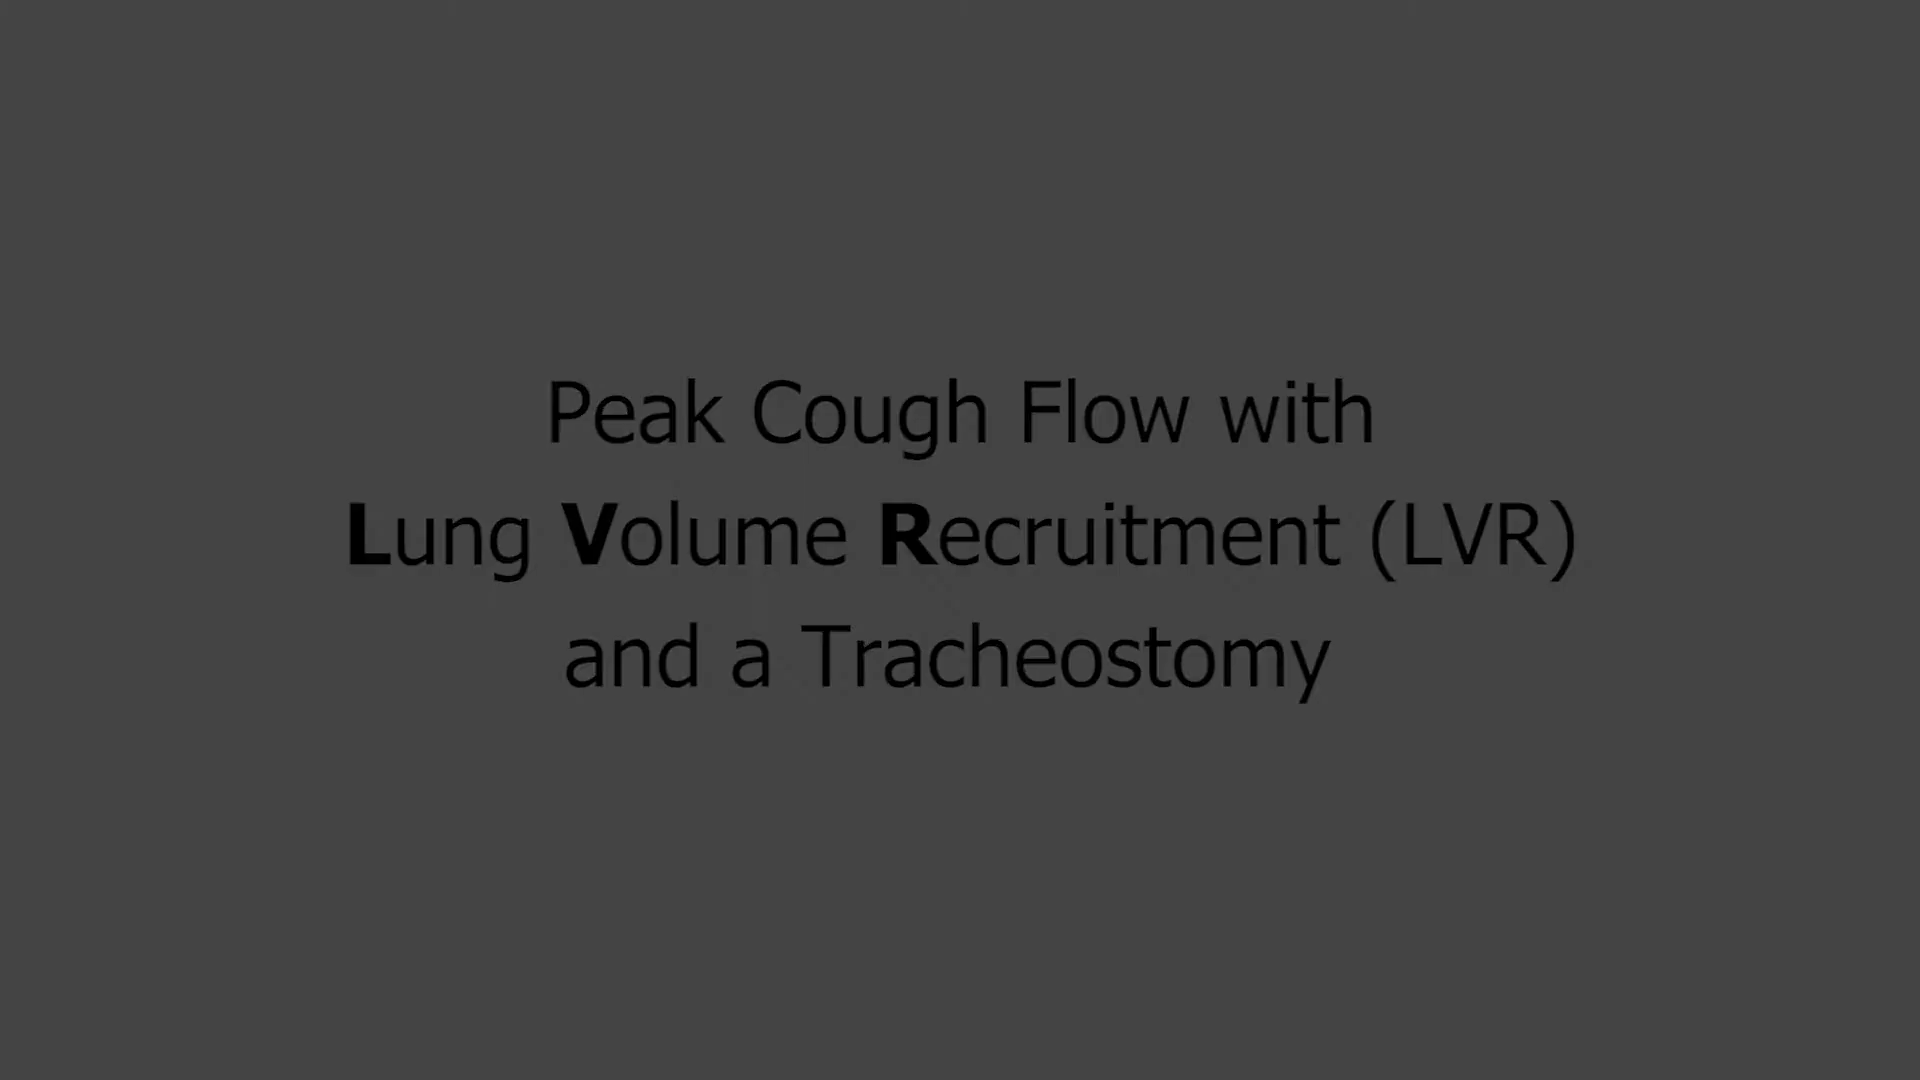 Peak Cough Flow with
Lung Volume Recruitment (LVR)
and a Tracheostomy